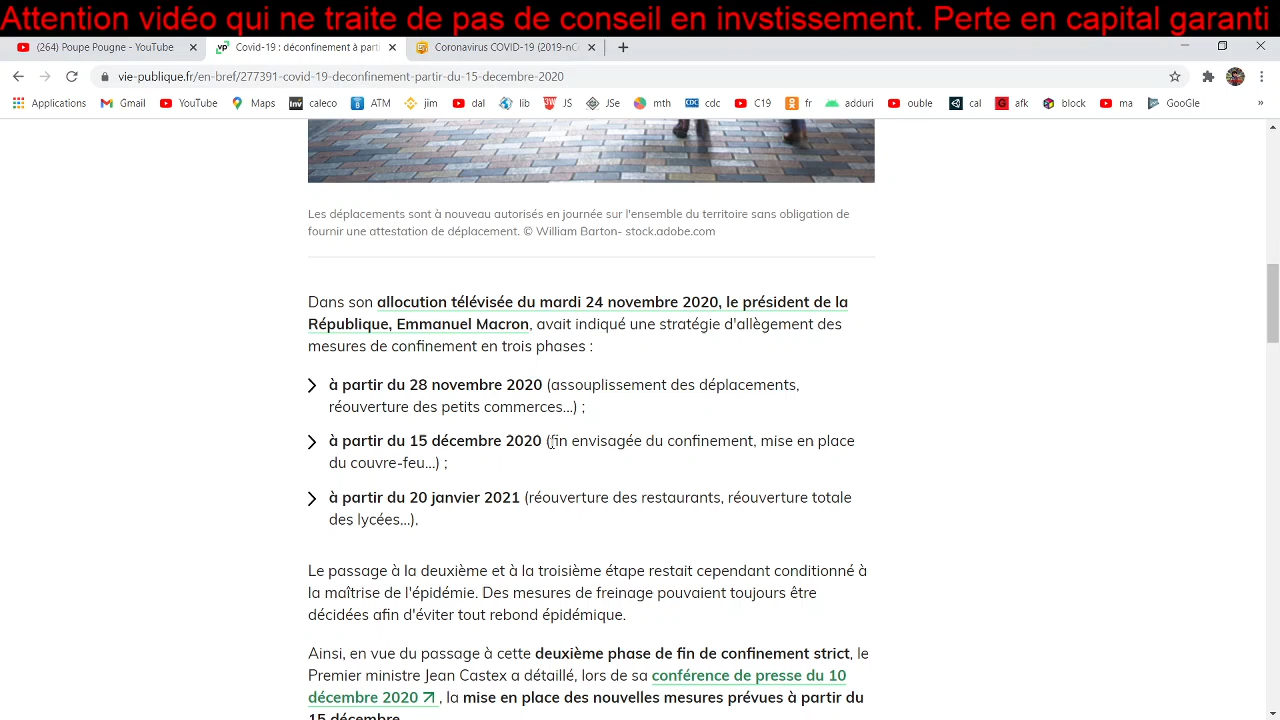 Attention vidéo qui ne traite de pas de conseil en invstissement. Perte en capital garanti
(264) Poupe Pougne - YouTube
Covid-19 : déconfinement à parti
Coronavirus COVID-19 (2019-nCo
vie-publique.fr/en-bref/277391-covid-19-deconfinement-partir-du-15-decembre-2020
Applications Gmail YouTube Maps caleco ATM jim dal lib JS JSe mth cdc C19 fr adduri ouble cal afk block ma GooGle »
Les déplacements sont à nouveau autorisés en journée sur l'ensemble du territoire sans obligation de
fournir une attestation de déplacement. © William Barton- stock.adobe.com
Dans son allocution télévisée du mardi 24 novembre 2020, le président de la
République, Emmanuel Macron, avait indiqué une stratégie d'allègement des
mesures de confinement en trois phases :
à partir du 28 novembre 2020 (assouplissement des déplacements,
réouverture des petits commerces...) ;
à partir du 15 décembre 2020 (fin envisagée du confinement, mise en place
du couvre-feu...) ;
à partir du 20 janvier 2021 (réouverture des restaurants, réouverture totale
des lycées...).
Le passage à la deuxième et à la troisième étape restait cependant conditionné à
la maîtrise de l'épidémie. Des mesures de freinage pouvaient toujours être
décidées afin d'éviter tout rebond épidémique.
Ainsi, en vue du passage à cette deuxième phase de fin de confinement strict, le
Premier ministre Jean Castex a détaillé, lors de sa conférence de presse du 10
décembre 2020, la mise en place des nouvelles mesures prévues à partir du
15 décembre.